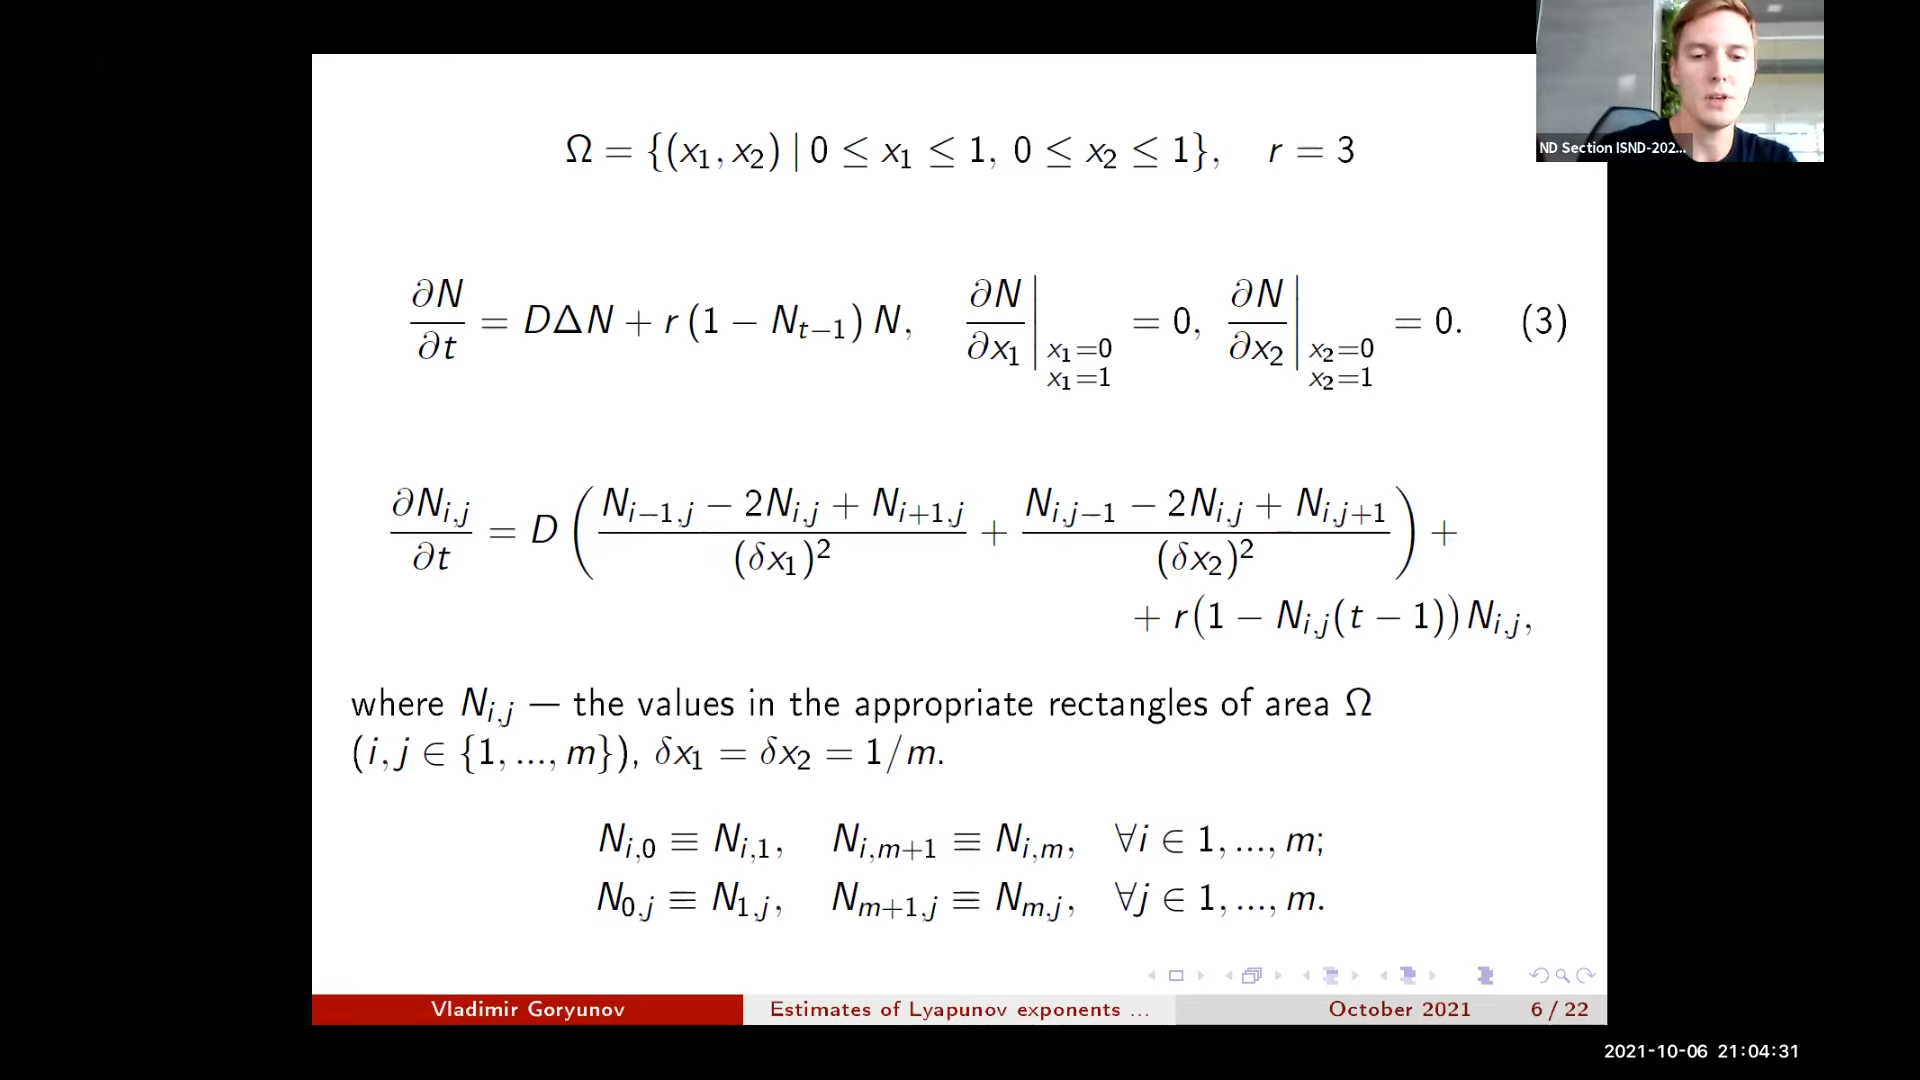 Ω = {(x₁, x₂) | 0 ≤ x₁ ≤ 1, 0 ≤ x₂ ≤ 1}, r = 3
ND Section ISND-202...
∂N/∂t = DΔN + r (1 − N_{t−1}) N, ∂N/∂x₁ |_{x₁=0 x₁=1} = 0, ∂N/∂x₂ |_{x₂=0 x₂=1} = 0. (3)
∂N_{i,j}/∂t = D ( (N_{i−1,j} − 2N_{i,j} + N_{i+1,j})/(δx₁)² + (N_{i,j−1} − 2N_{i,j} + N_{i,j+1})/(δx₂)² ) +
+ r(1 − N_{i,j}(t − 1))N_{i,j},
where N_{i,j} — the values in the appropriate rectangles of area Ω
(i, j ∈ {1, ..., m}), δx₁ = δx₂ = 1/m.
N_{i,0} ≡ N_{i,1}, N_{i,m+1} ≡ N_{i,m}, ∀i ∈ 1, ..., m;
N_{0,j} ≡ N_{1,j}, N_{m+1,j} ≡ N_{m,j}, ∀j ∈ 1, ..., m.
Vladimir Goryunov Estimates of Lyapunov exponents ... October 2021 6 / 22
2021-10-06 21:04:31